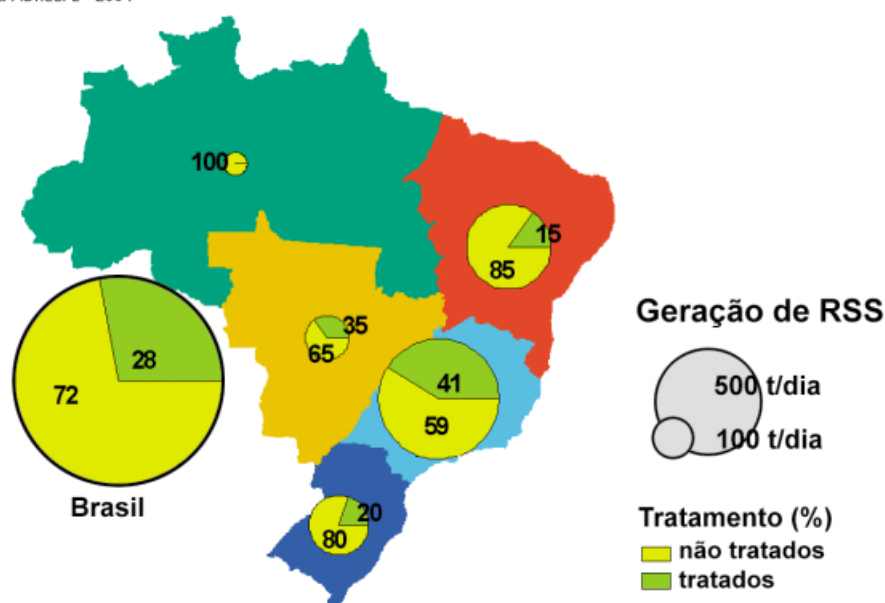 100
15
85
35
65
28
72
41
59
20
80
Brasil
Geração de RSS
500 t/dia
100 t/dia
Tratamento (%)
não tratados
tratados